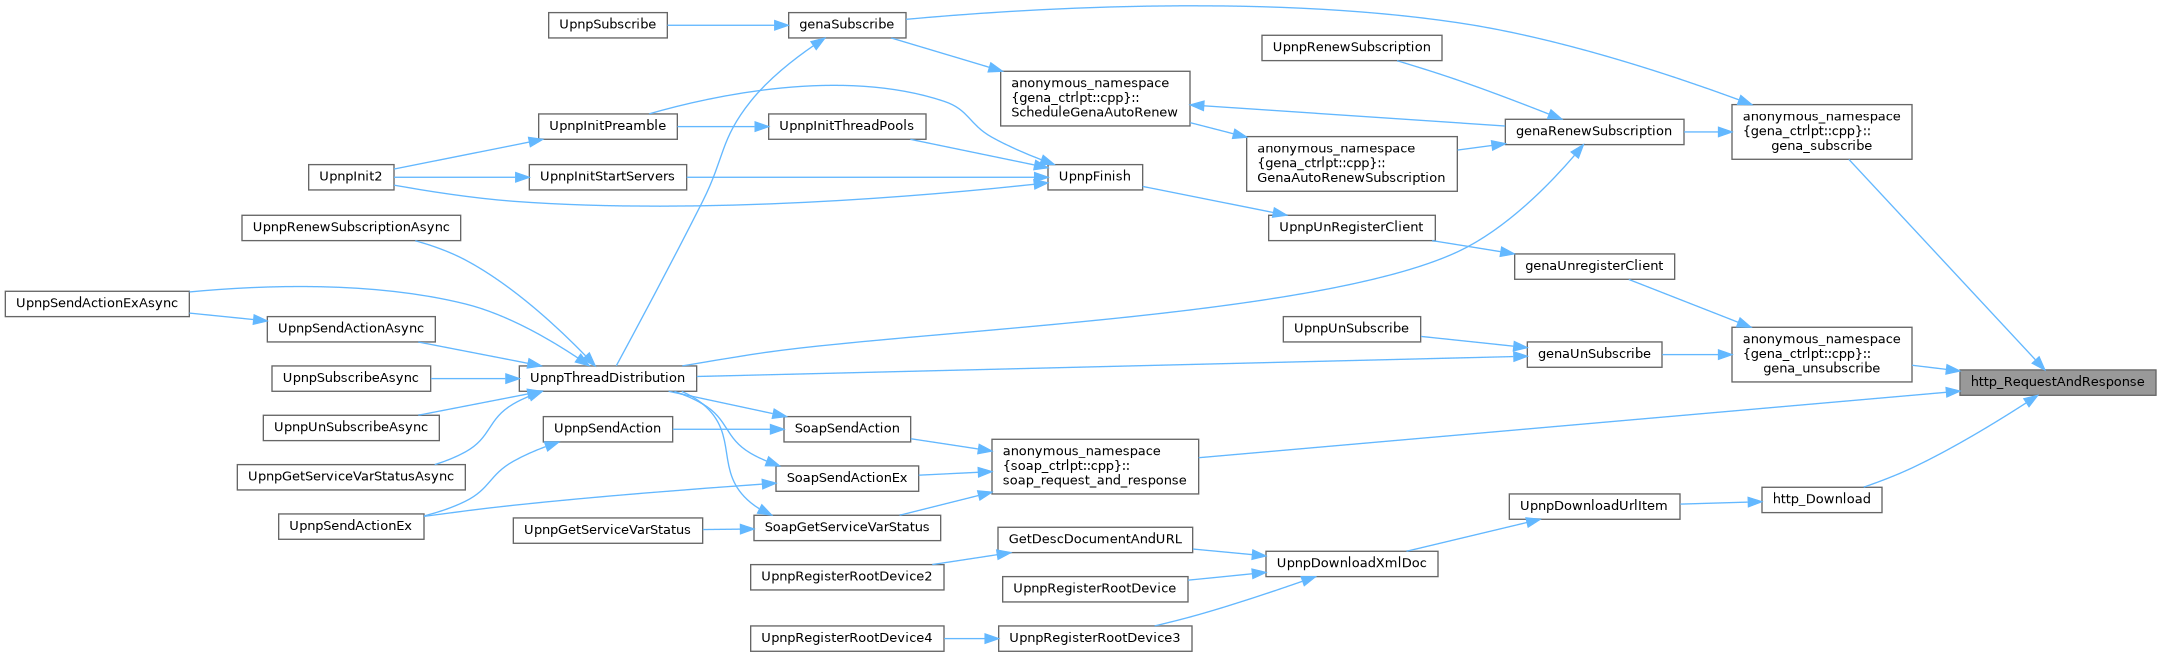 UpnpSubscribe
genaSubscribe
UpnpRenewSubscription
anonymous_namespace
{gena_ctrlpt::cpp}::
ScheduleGenaAutoRenew
anonymous_namespace
{gena_ctrlpt::cpp}::
gena_subscribe
UpnpInitPreamble
UpnpInitThreadPools
genaRenewSubscription
anonymous_namespace
{gena_ctrlpt::cpp}::
GenaAutoRenewSubscription
UpnpInit2
UpnpInitStartServers
UpnpFinish
UpnpRenewSubscriptionAsync
UpnpUnRegisterClient
genaUnregisterClient
UpnpSendActionExAsync
UpnpSendActionAsync
UpnpUnSubscribe
anonymous_namespace
{gena_ctrlpt::cpp}::
gena_unsubscribe
genaUnSubscribe
UpnpSubscribeAsync
UpnpThreadDistribution
http_RequestAndResponse
UpnpUnSubscribeAsync
UpnpSendAction
SoapSendAction
anonymous_namespace
{soap_ctrlpt::cpp}::
soap_request_and_response
UpnpGetServiceVarStatusAsync
SoapSendActionEx
http_Download
UpnpSendActionEx
UpnpGetServiceVarStatus
SoapGetServiceVarStatus
UpnpDownloadUrlItem
GetDescDocumentAndURL
UpnpDownloadXmlDoc
UpnpRegisterRootDevice2
UpnpRegisterRootDevice
UpnpRegisterRootDevice4
UpnpRegisterRootDevice3